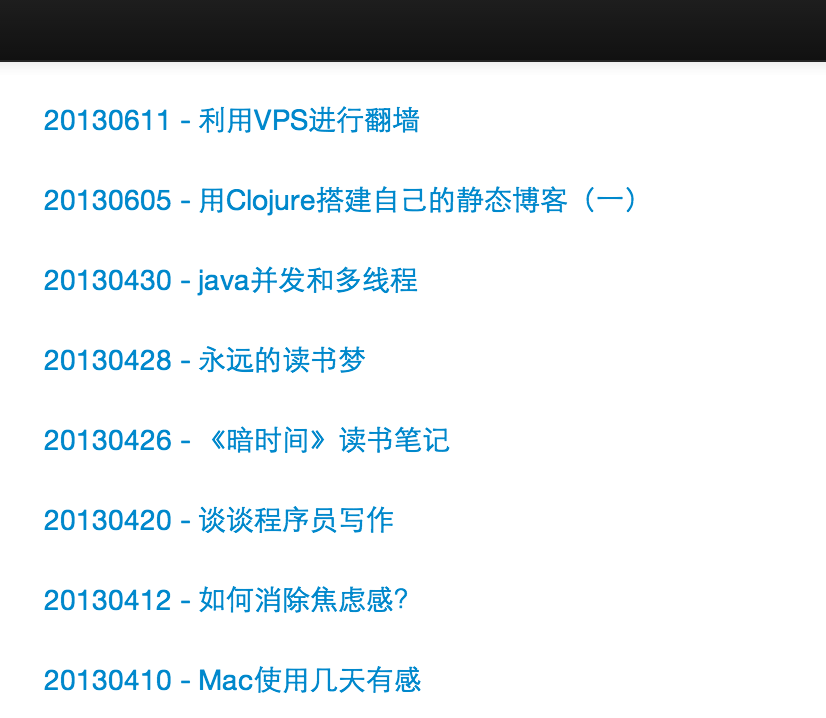 20130611 - 利用VPS进行翻墙
20130605 - 用Clojure搭建自己的静态博客（一）
20130430 - java并发和多线程
20130428 - 永远的读书梦
20130426 - 《暗时间》读书笔记
20130420 - 谈谈程序员写作
20130412 - 如何消除焦虑感?
20130410 - Mac使用几天有感